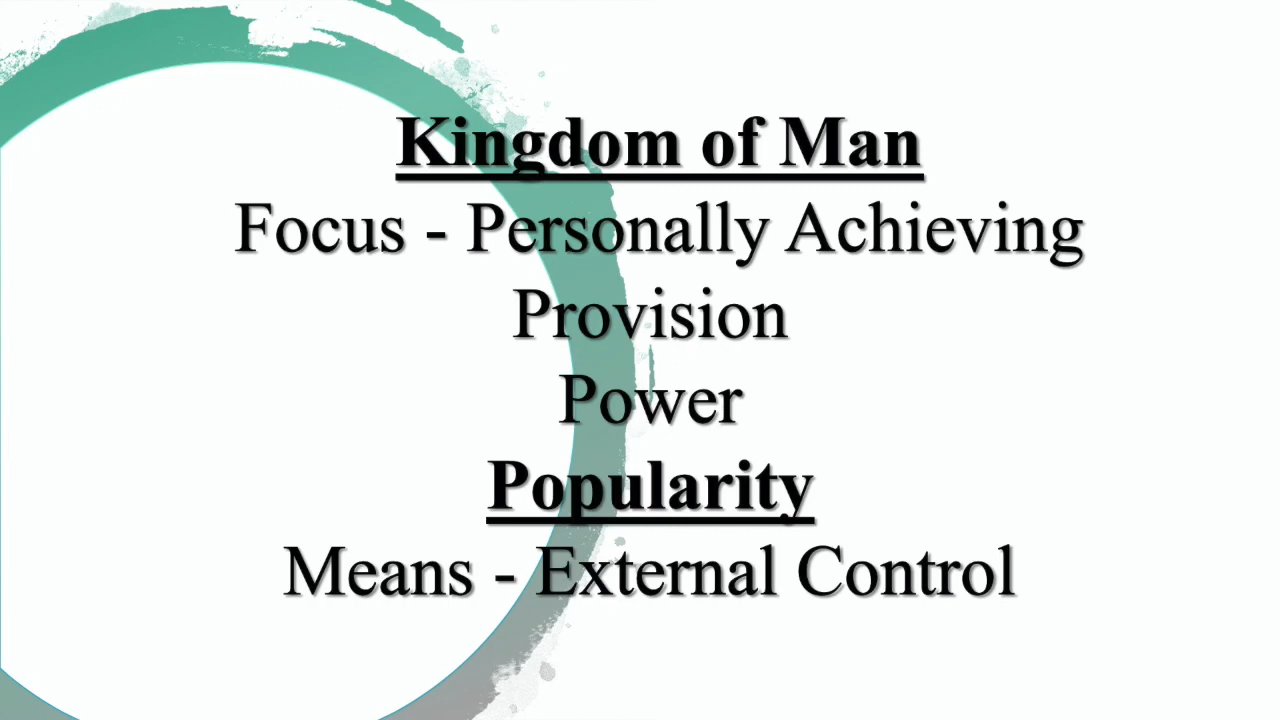 Kingdom of Man
Focus - Personally Achieving
Provision
Power
Popularity
Means - External Control